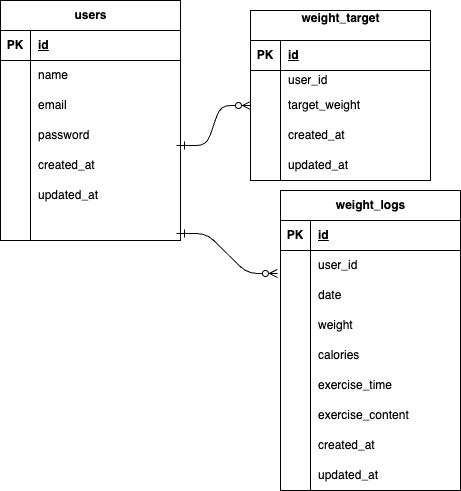 users
PK id
name
email
password
created_at
updated_at
weight_target
PK id
user_id
target_weight
created_at
updated_at
weight_logs
PK id
user_id
date
weight
calories
exercise_time
exercise_content
created_at
updated_at